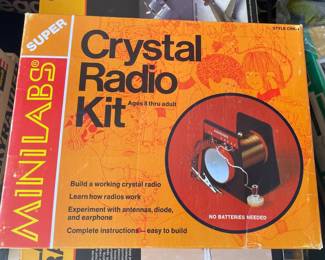 SUPER
MINILABS®
Crystal
Radio
Kit
Ages 8 thru adult
Build a working crystal radio
Learn how radios work
Experiment with antennas, diode,
and earphone
Complete instructions—easy to build
NO BATTERIES NEEDED